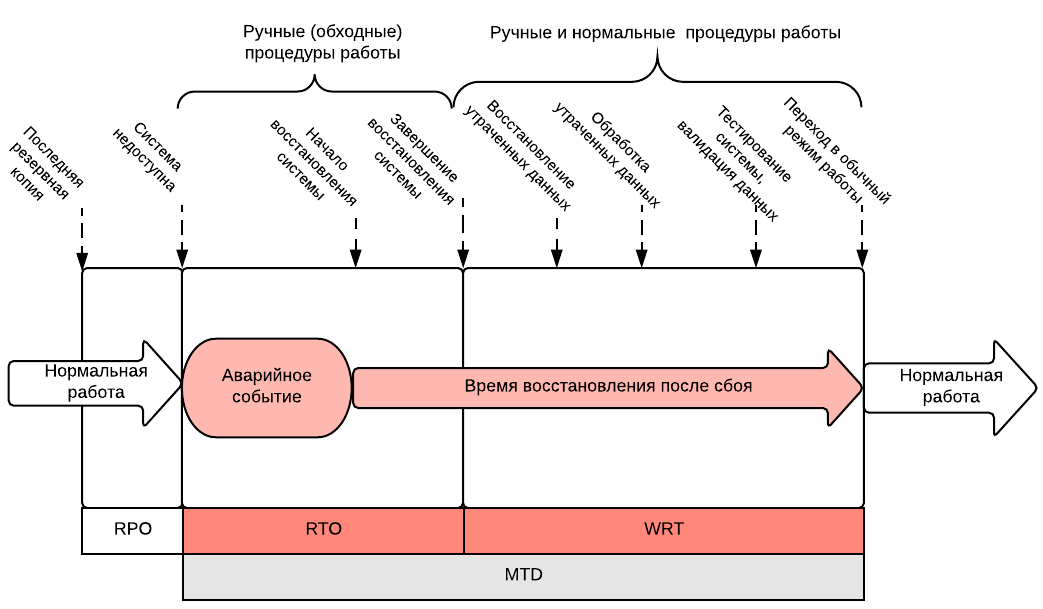 Ручные (обходные)
процедуры работы
Ручные и нормальные процедуры работы
Последняя
резервная
копия
Система
недоступна
Начало
восстановления
системы
Завершение
восстановления
системы
Восстановление
утраченных данных
Обработка
утраченных данных
Тестирование
системы,
валидация данных
Переход в обычный
режим работы
Нормальная
работа
Аварийное
событие
Время восстановления после сбоя
Нормальная
работа
RPO
RTO
WRT
MTD